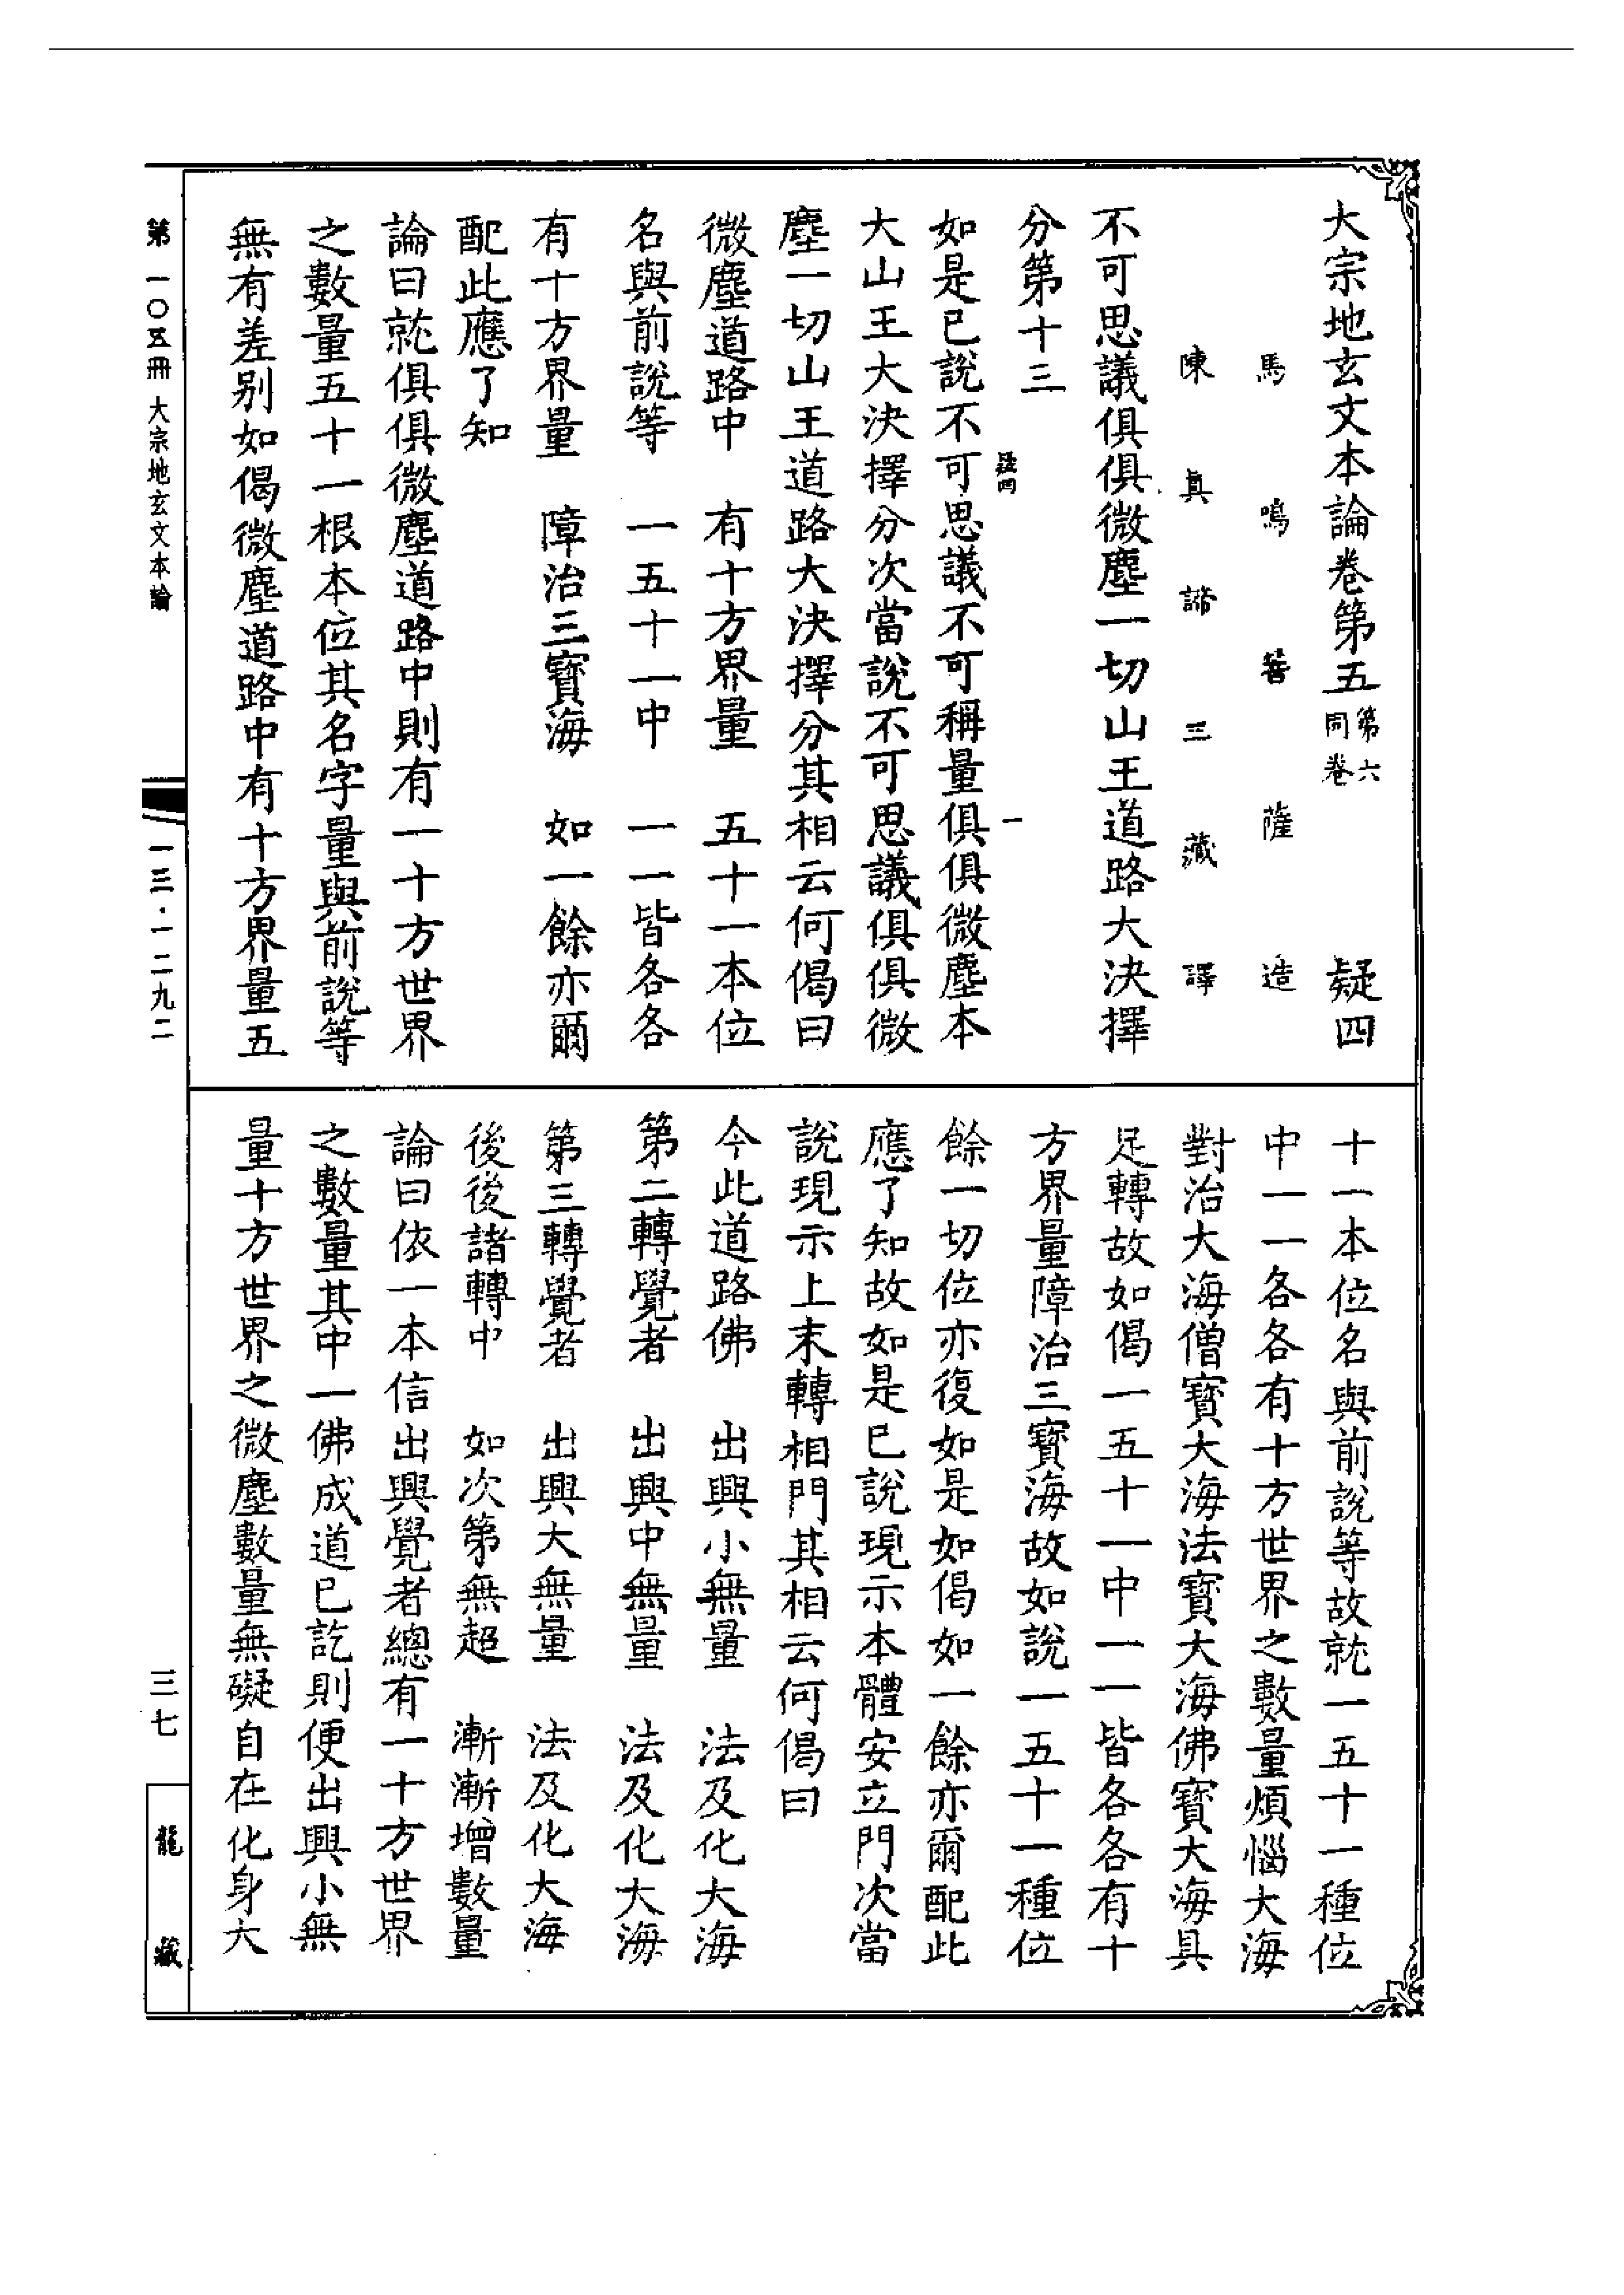 大宗地玄文本論卷第五第六同卷　疑四
馬鳴菩薩造
陳真諦三藏譯
不可思議俱俱微塵一切山王道路大決擇
分第十三
疑四　一
如是已說不可思議不可稱量俱俱微塵本
大山王大決擇分次當說不可思議俱俱微
塵一切山王道路大決擇分其相云何偈曰
微塵道路中　有十方界量　五十一本位
名與前說等　一五十一中　一一皆各各
有十方界量　障治三寶海　如一餘亦爾
配此應了知
論曰就俱俱微塵道路中則有一十方世界
之數量五十一根本位其名字量與前說等
無有差別如偈微塵道路中有十方界量五
十一本位名與前說等故就一五十一種位
中一一各各有十方世界之數量煩惱大海
對治大海僧寶大海法寶大海佛寶大海具
足轉故如偈一五十一中一一皆各各有十
方界量障治三寶海故如說一五十一種位
餘一切位亦復如是如偈如一餘亦爾配此
應了知故如是已說現示本體安立門次當
說現示上末轉相門其相云何偈曰
今此道路佛　出興小無量　法及化大海
第二轉覺者　出興中無量　法及化大海
第三轉覺者　出興大無量　法及化大海
後後諸轉中　如次第無超　漸漸增數量
論曰依一本信出興覺者總有一十方世界
之數量其中一佛成道已訖則便出興小無
量十方世界之微塵數量無礙自在化身大
第一〇五冊　大宗地玄文本論
一三·一二九二
三七
龍藏